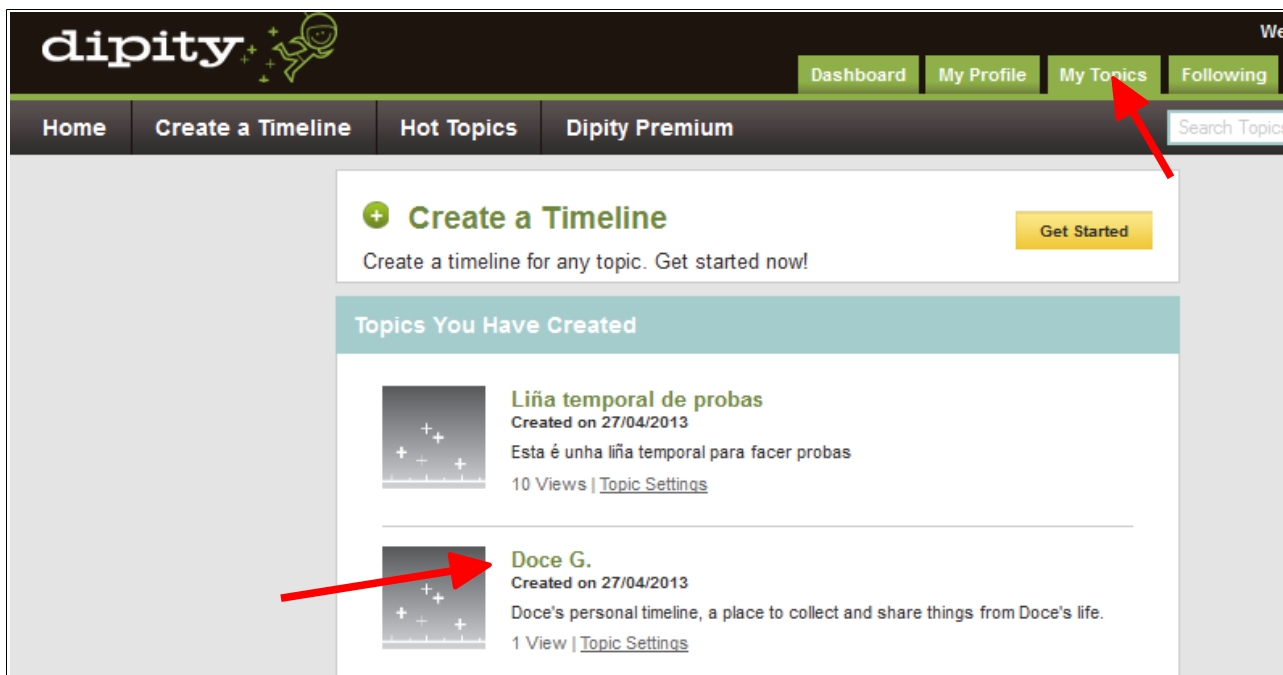 dipity
We
Dashboard My Profile My Topics Following
Home Create a Timeline Hot Topics Dipity Premium Search Topics
Create a Timeline
Get Started
Create a timeline for any topic. Get started now!
Topics You Have Created
Liña temporal de probas
Created on 27/04/2013
Esta é unha liña temporal para facer probas
10 Views | Topic Settings
Doce G.
Created on 27/04/2013
Doce's personal timeline, a place to collect and share things from Doce's life.
1 View | Topic Settings